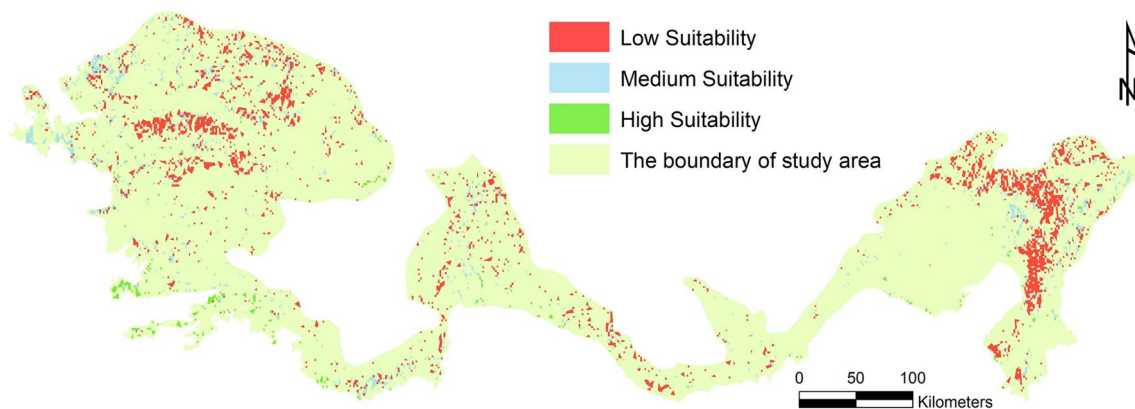 Low Suitability
Medium Suitability
High Suitability
The boundary of study area
N
0 50 100
Kilometers